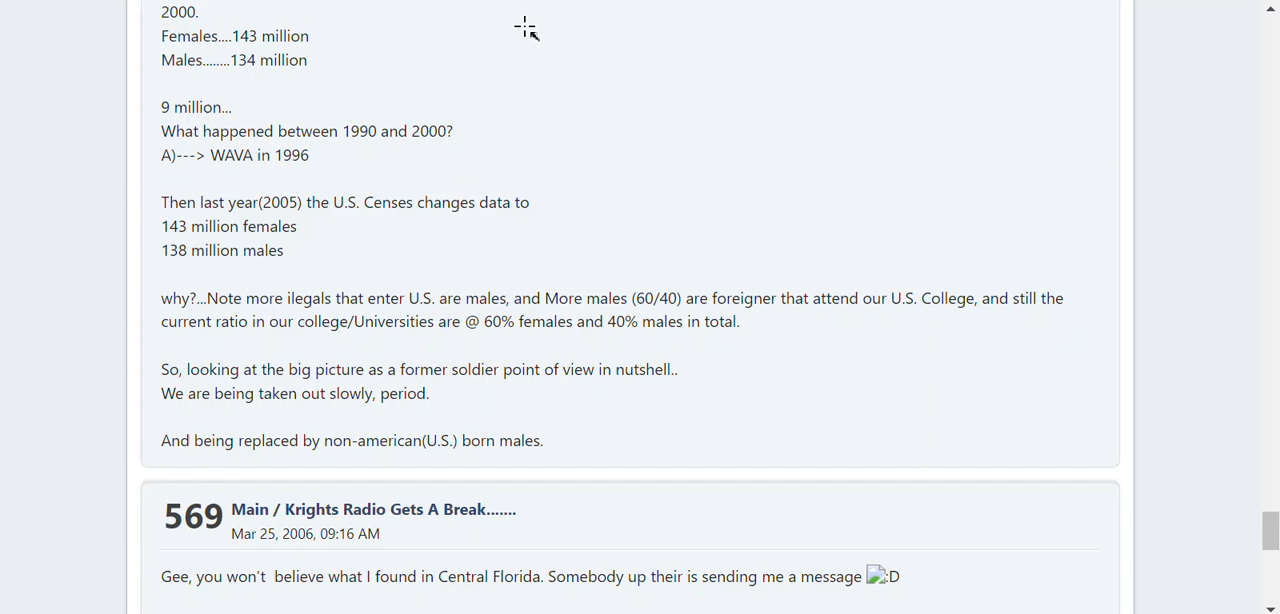 2000.
Females....143 million
Males........134 million
9 million...
What happened between 1990 and 2000?
A)---> WAVA in 1996
Then last year(2005) the U.S. Censes changes data to
143 million females
138 million males
why?...Note more ilegals that enter U.S. are males, and More males (60/40) are foreigner that attend our U.S. College, and still the
current ratio in our college/Universities are @ 60% females and 40% males in total.
So, looking at the big picture as a former soldier point of view in nutshell..
We are being taken out slowly, period.
And being replaced by non-american(U.S.) born males.
569 Main / Krights Radio Gets A Break.......
Mar 25, 2006, 09:16 AM
Gee, you won't  believe what I found in Central Florida. Somebody up their is sending me a message :D